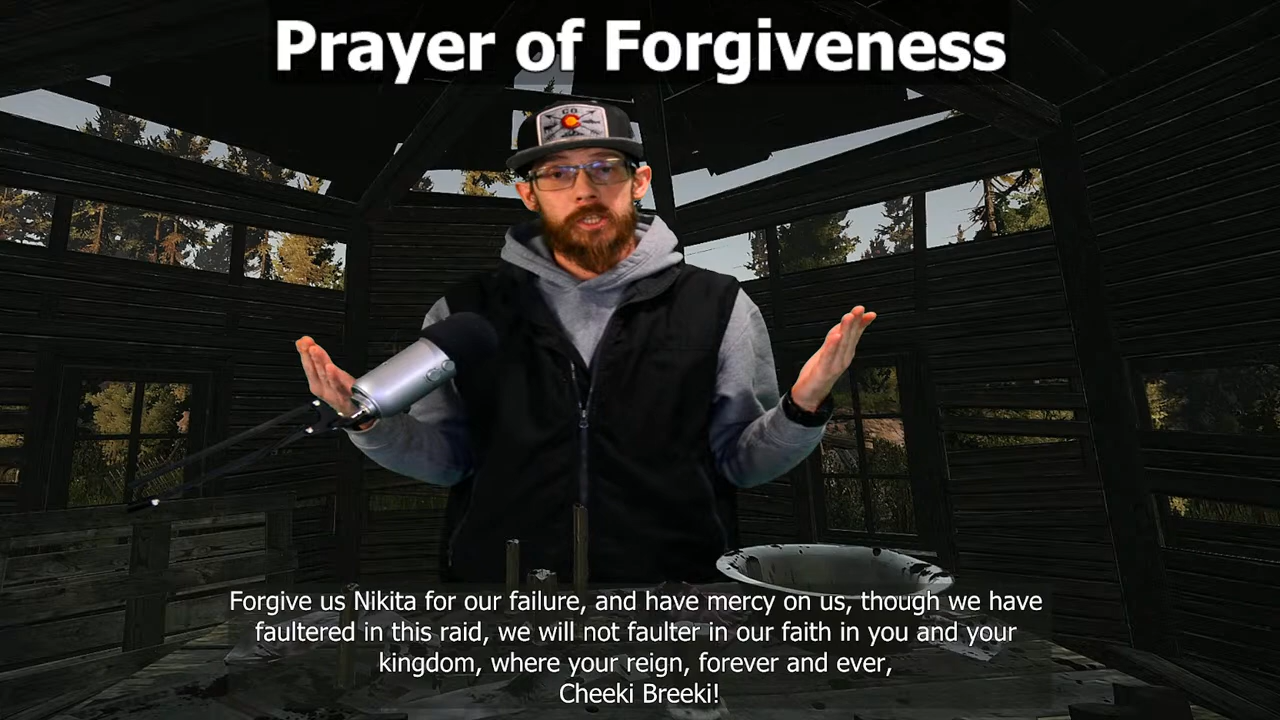 Prayer of Forgiveness
CO
Forgive us Nikita for our failure, and have mercy on us, though we have
faultered in this raid, we will not faulter in our faith in you and your
kingdom, where your reign, forever and ever,
Cheeki Breeki!